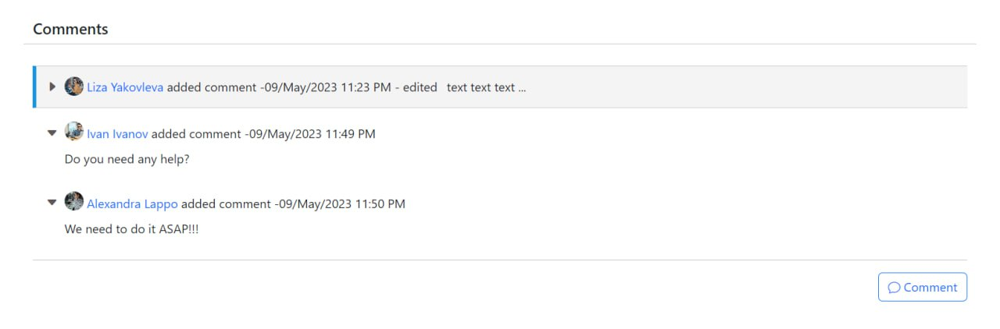 Comments
Liza Yakovleva added comment -09/May/2023 11:23 PM - edited text text text ...
Ivan Ivanov added comment -09/May/2023 11:49 PM
Do you need any help?
Alexandra Lappo added comment -09/May/2023 11:50 PM
We need to do it ASAP!!!
Comment